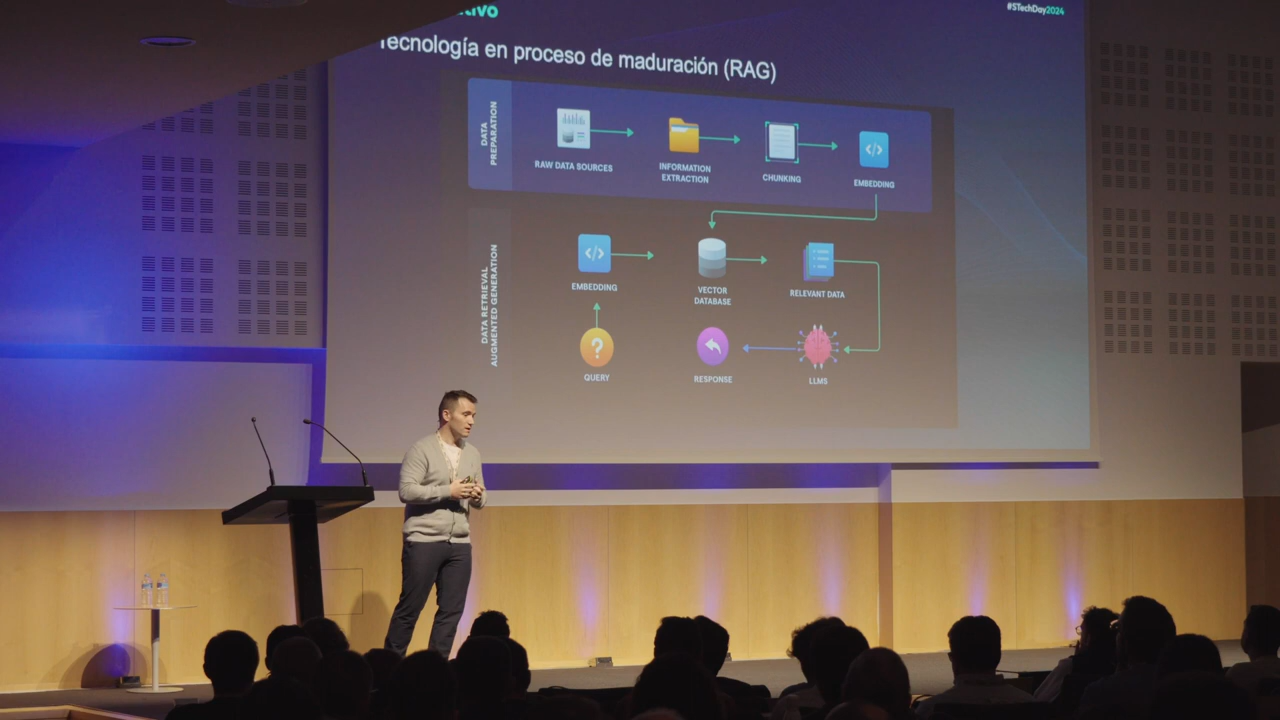 #STechDay2024
Tecnología en proceso de maduración (RAG)
DATA
PREPARATION
RAW DATA SOURCES
INFORMATION
EXTRACTION
CHUNKING
EMBEDDING
DATA RETRIEVAL
AUGMENTED GENERATION
EMBEDDING
VECTOR
DATABASE
RELEVANT DATA
QUERY
RESPONSE
LLMS